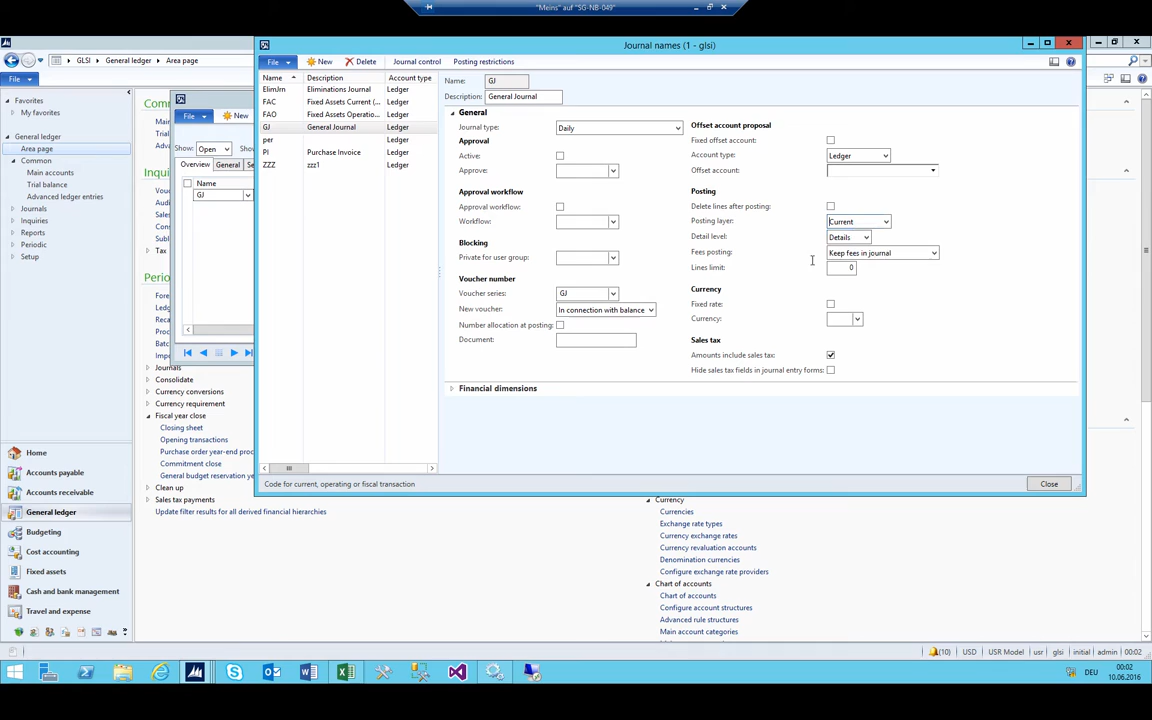 "Meins" auf "SG-NB-049"
GLSI
General ledger
Area page
File
Favorites
My favorites
General ledger
Area page
Common
Main accounts
Trial balance
Advanced ledger entries
Journals
Inquiries
Reports
Periodic
Setup
Home
Accounts payable
Accounts receivable
General ledger
Budgeting
Cost accounting
Fixed assets
Cash and bank management
Travel and expense
Tax
Journals
Consolidate
Currency conversions
Currency requirement
Fiscal year close
Closing sheet
Opening transactions
Purchase order year-end
Commitment close
General budget reservation
Clean up
Sales tax payments
Update filter results for all derived financial hierarchies
File
New
Show:
Open
Overview
General
Name
GJ
Journal names (1 - glsi)
File
New
Delete
Journal control
Posting restrictions
Name
Description
Account type
ElimJrn
Eliminations Journal
Ledger
FAC
Fixed Assets Current (...
Ledger
FAO
Fixed Assets Operatio...
Ledger
GJ
General Journal
Ledger
per
Ledger
PI
Purchase Invoice
Ledger
ZZZ
zzz1
Ledger
Name:
GJ
Description:
General Journal
General
Journal type:
Daily
Approval
Active:
Approve:
Approval workflow
Approval workflow:
Workflow:
Blocking
Private for user group:
Voucher number
Voucher series:
GJ
New voucher:
In connection with balance
Number allocation at posting:
Document:
Offset account proposal
Fixed offset account:
Account type:
Ledger
Offset account:
Posting
Delete lines after posting:
Posting layer:
Current
Detail level:
Details
Fees posting:
Keep fees in journal
Lines limit:
0
Currency
Fixed rate:
Currency:
Sales tax
Amounts include sales tax:
Hide sales tax fields in journal entry forms:
Financial dimensions
Code for current, operating or fiscal transaction
Close
Currency
Currencies
Exchange rate types
Currency exchange rates
Currency revaluation accounts
Denomination currencies
Configure exchange rate providers
Chart of accounts
Chart of accounts
Configure account structures
Advanced rule structures
Main account categories
(10)
USD
USR Model
usr
glsi
initial
admin
00:02
DEU
00:02
10.06.2016